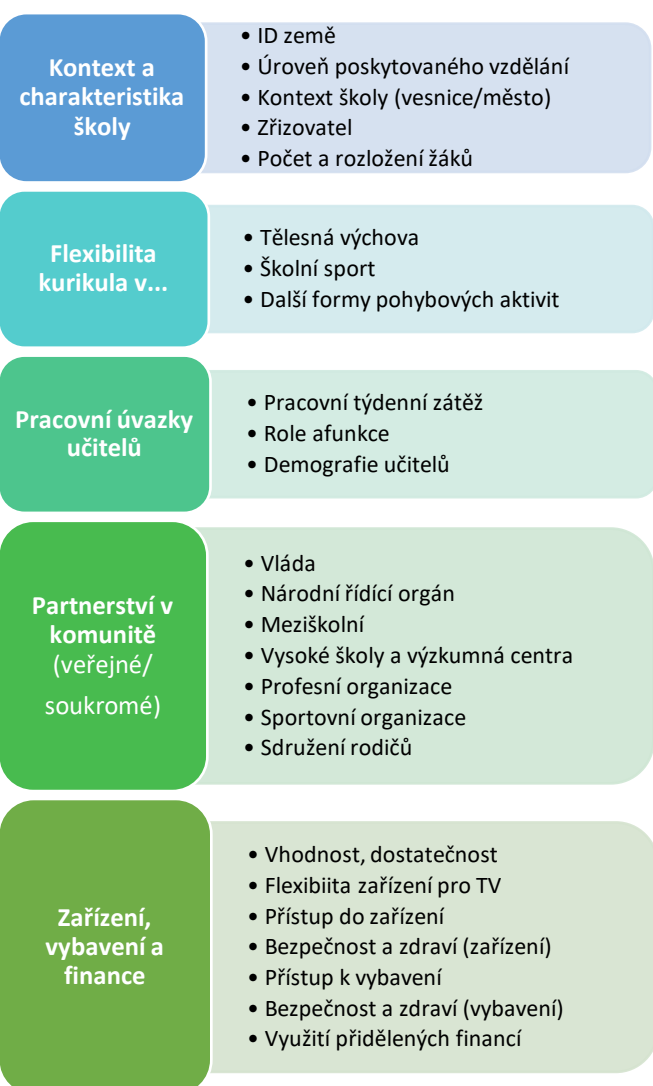 Kontext a
charakteristika
školy
• ID země
• Úroveň poskytovaného vzdělání
• Kontext školy (vesnice/město)
• Zřizovatel
• Počet a rozložení žáků
Flexibilita
kurikula v...
• Tělesná výchova
• Školní sport
• Další formy pohybových aktivit
Pracovní úvazky
učitelů
• Pracovní týdenní zátěž
• Role afunkce
• Demografie učitelů
Partnerství v
komunitě
(veřejné/
soukromé)
• Vláda
• Národní řídící orgán
• Meziškolní
• Vysoké školy a výzkumná centra
• Profesní organizace
• Sportovní organizace
• Sdružení rodičů
Zařízení,
vybavení a
finance
• Vhodnost, dostatečnost
• Flexibiita zařízení pro TV
• Přístup do zařízení
• Bezpečnost a zdraví (zařízení)
• Přístup k vybavení
• Bezpečnost a zdraví (vybavení)
• Využití přidělených financí